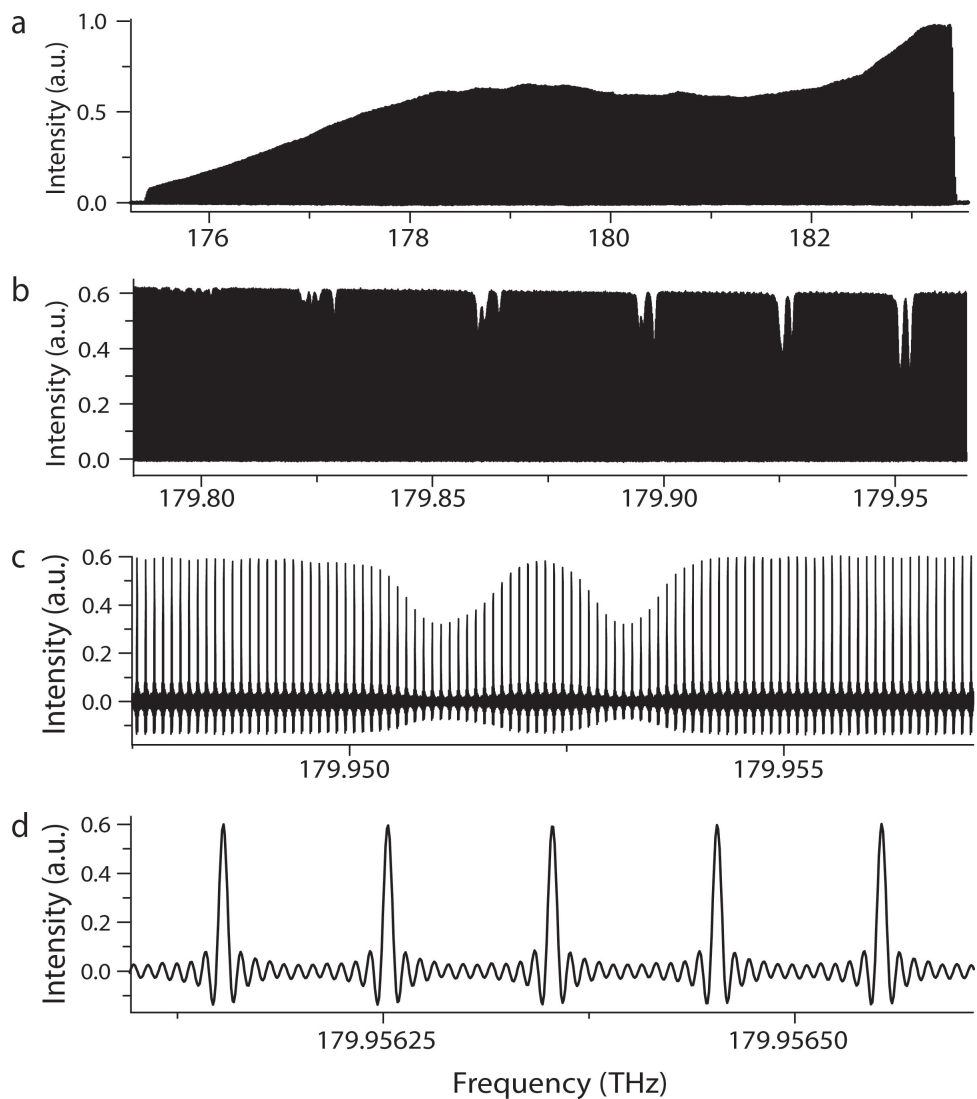 a
Intensity (a.u.)
1.0
0.5
0.0
176 178 180 182
b
Intensity (a.u.)
0.6
0.4
0.2
0.0
179.80 179.85 179.90 179.95
c
Intensity (a.u.)
0.6
0.4
0.2
0.0
179.950 179.955
d
Intensity (a.u.)
0.6
0.4
0.2
0.0
179.95625 179.95650
Frequency (THz)